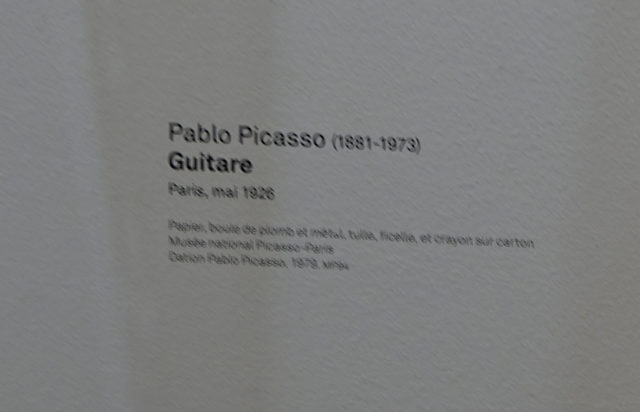 Pablo Picasso (1881-1973)
Guitare
Paris, mai 1926
Papier, boule de plomb et métal, tulle, ficelle, et crayon sur carton
Musée national Picasso-Paris
Dation Pablo Picasso, 1979.